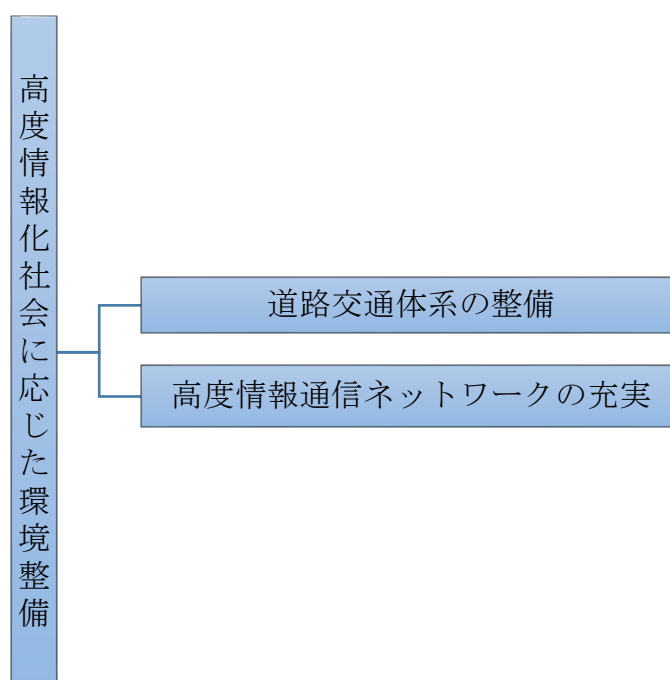 高度情報化社会に応じた環境整備
道路交通体系の整備
高度情報通信ネットワークの充実